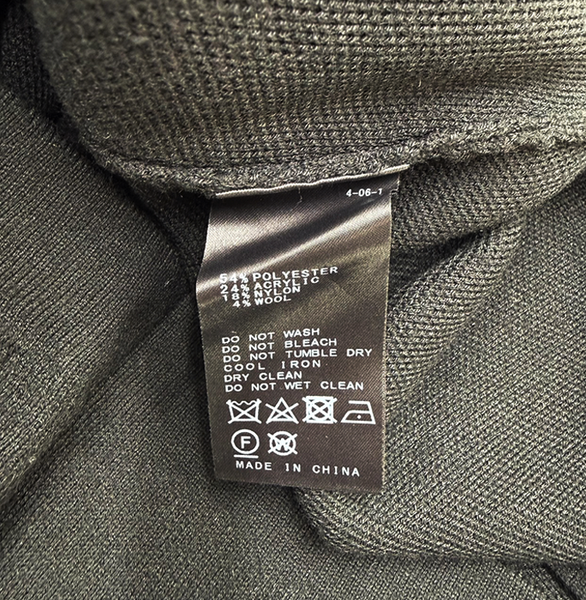 4-06-1
54% POLYESTER
24% ACRYLIC
18% NYLON
4% WOOL
DO NOT WASH
DO NOT BLEACH
DO NOT TUMBLE DRY
COOL IRON
DRY CLEAN
DO NOT WET CLEAN
F W
MADE IN CHINA